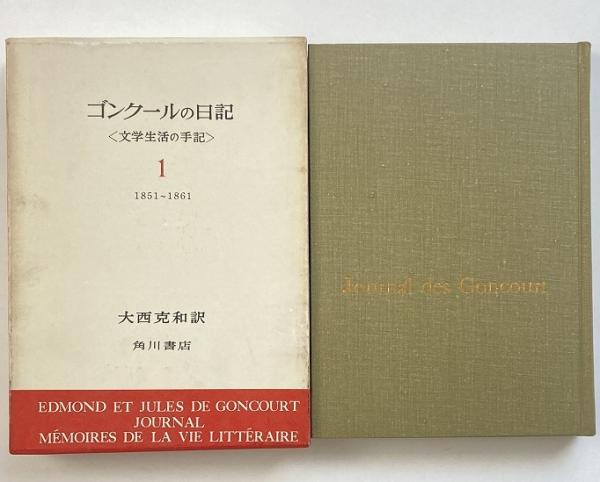 ゴンクールの日記
<文学生活の手記>
1
1851~1861
大西克和訳
角川書店
EDMOND ET JULES DE GONCOURT
JOURNAL
MÉMOIRES DE LA VIE LITTÉRAIRE
Journal des Goncourt